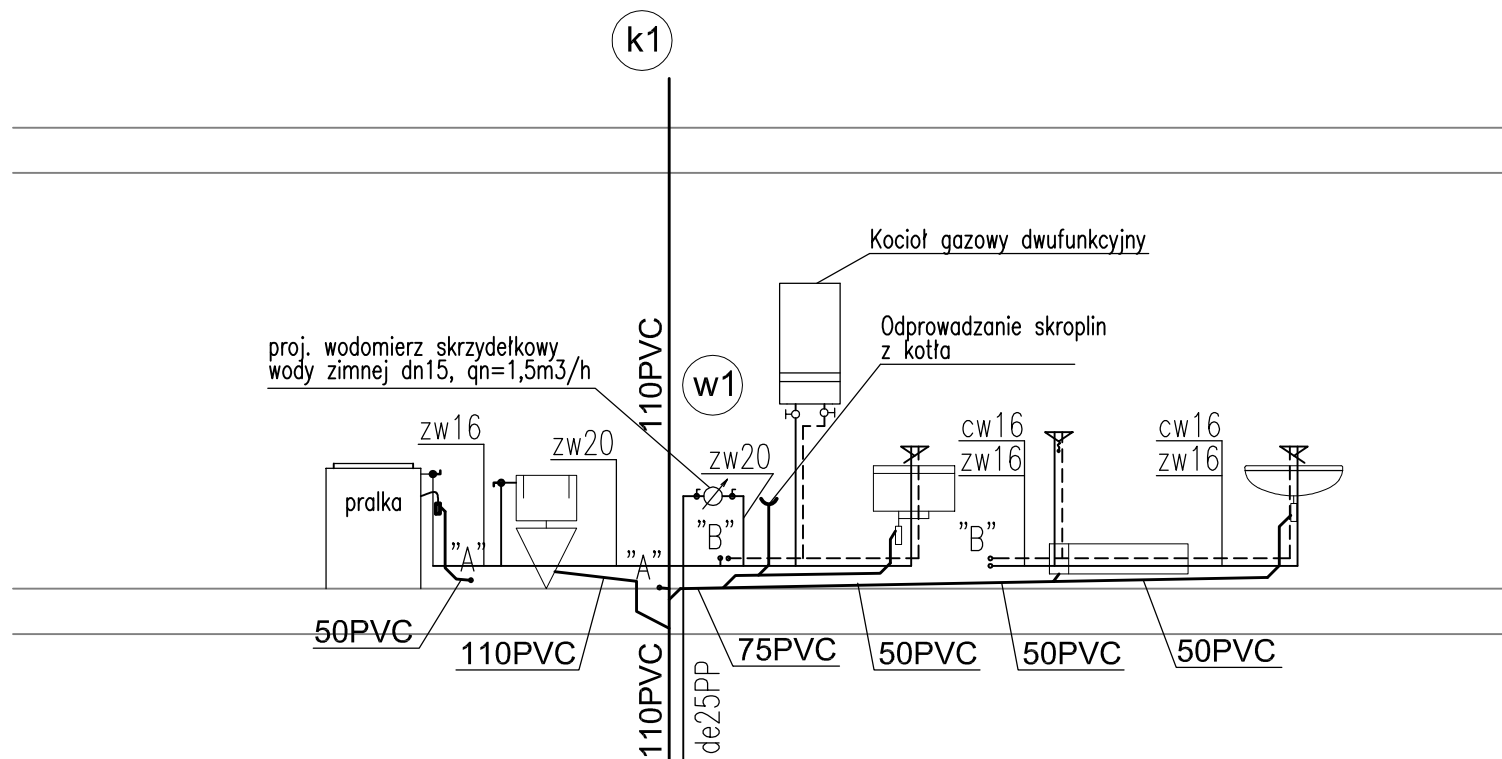 k1
Kocioł gazowy dwufunkcyjny
Odprowadzanie skroplin
z kotła
proj. wodomierz skrzydełkowy
wody zimnej dn15, qn=1,5m3/h
110PVC
w1
zw16
zw20
zw20
cw16
zw16
cw16
zw16
pralka
"A"
"A"
"B"
"B"
50PVC
110PVC
110PVC
de25PP
75PVC
50PVC
50PVC
50PVC